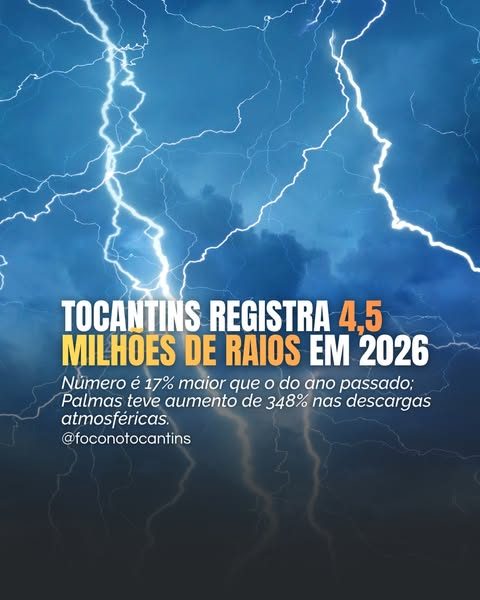 TOCANTINS REGISTRA 4,5
MILHÕES DE RAIOS EM 2026
Número é 17% maior que o do ano passado;
Palmas teve aumento de 348% nas descargas
atmosféricas.
@foconotocantins